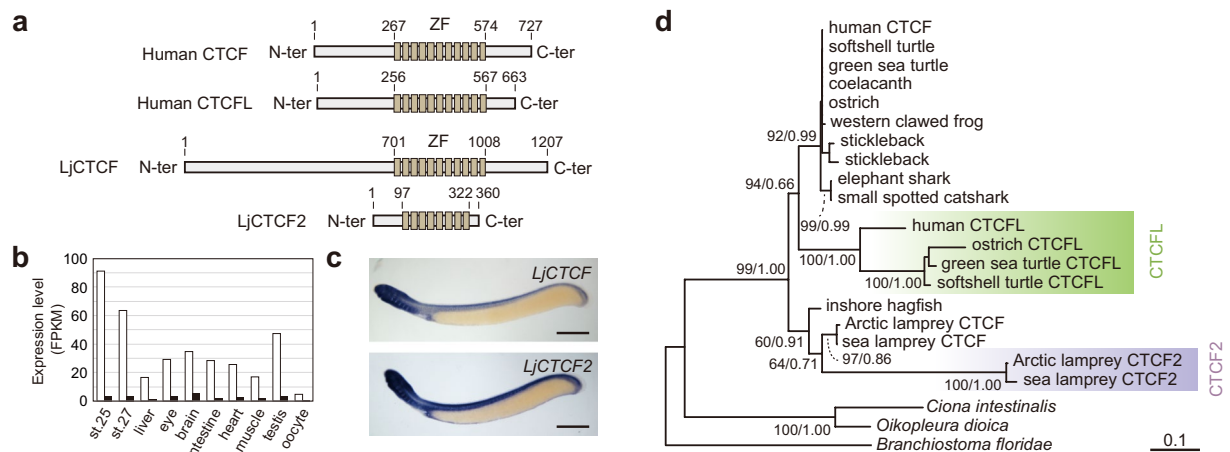 a
1 267 ZF 574 727
Human CTCF N-ter C-ter
1 256 567 663
Human CTCFL N-ter C-ter
1 701 ZF 1008 1207
LjCTCF N-ter C-ter
1 97 322 360
LjCTCF2 N-ter C-ter
b
Expression level
(FPKM)
100
80
60
40
20
0
st.25
st.27
liver
eye
brain
intestine
heart
muscle
testis
oocyte
c
LjCTCF
LjCTCF2
d
human CTCF
softshell turtle
green sea turtle
coelacanth
ostrich
western clawed frog
92/0.99
stickleback
stickleback
elephant shark
94/0.66
small spotted catshark
99/0.99
human CTCFL
ostrich CTCFL
green sea turtle CTCFL
100/1.00
softshell turtle CTCFL
100/1.00
CTCFL
99/1.00
inshore hagfish
Arctic lamprey CTCF
sea lamprey CTCF
60/0.91
97/0.86
64/0.71
Arctic lamprey CTCF2
sea lamprey CTCF2
100/1.00
CTCF2
Ciona intestinalis
Oikopleura dioica
100/1.00
Branchiostoma floridae
0.1